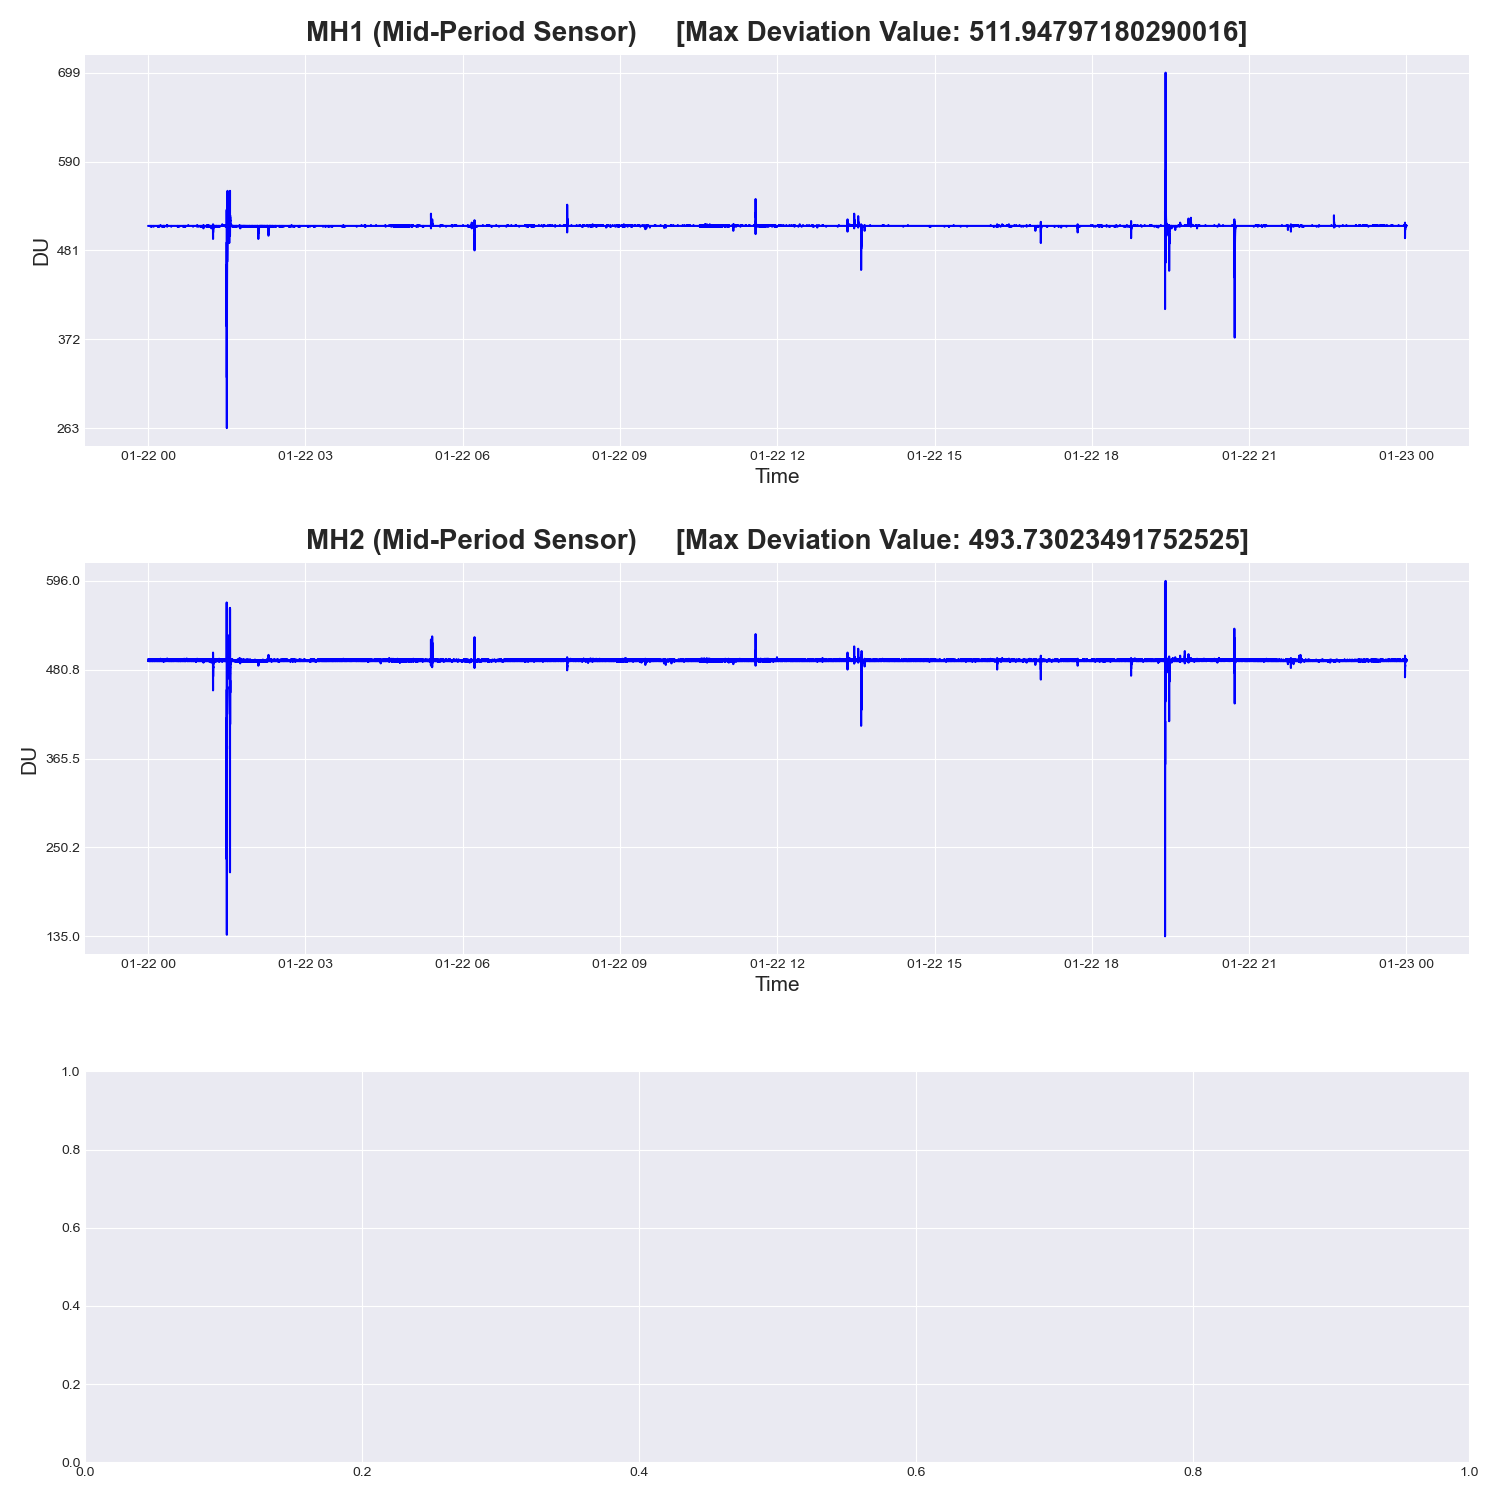 MH1 (Mid-Period Sensor) [Max Deviation Value: 511.94797180290016]
699
590
481
372
263
DU
01-22 00 01-22 03 01-22 06 01-22 09 01-22 12 01-22 15 01-22 18 01-22 21 01-23 00
Time
MH2 (Mid-Period Sensor) [Max Deviation Value: 493.73023491752525]
596.0
480.8
365.5
250.2
135.0
DU
01-22 00 01-22 03 01-22 06 01-22 09 01-22 12 01-22 15 01-22 18 01-22 21 01-23 00
Time
1.0
0.8
0.6
0.4
0.2
0.0
0.0 0.2 0.4 0.6 0.8 1.0